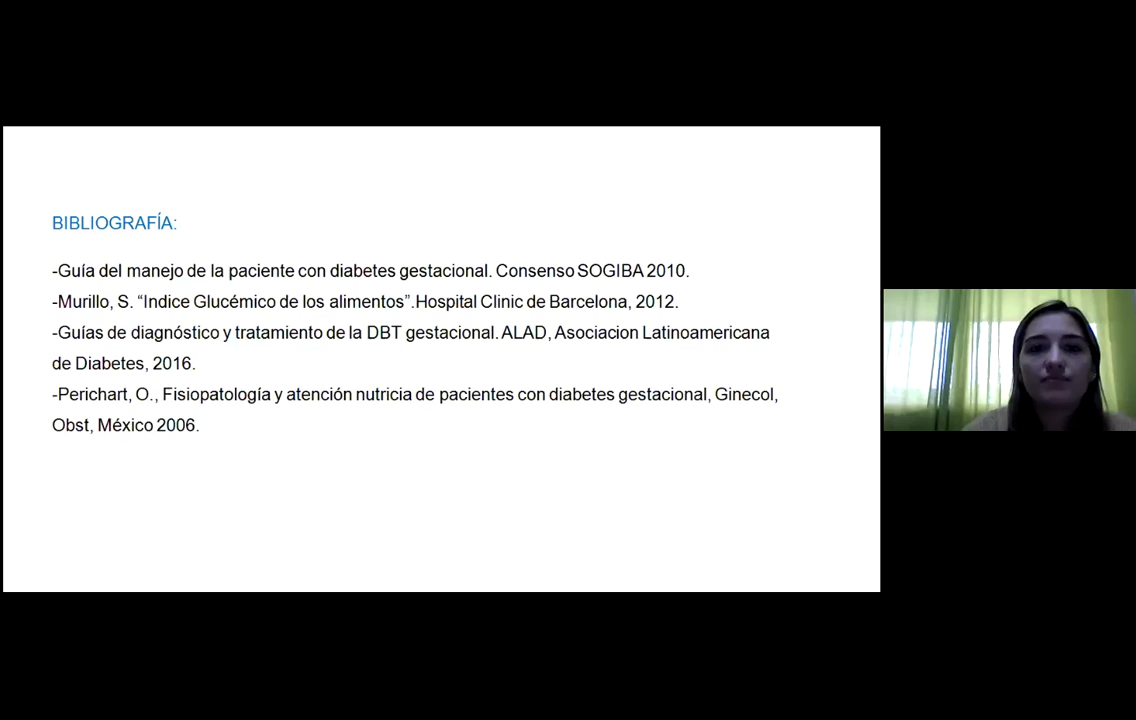 BIBLIOGRAFÍA:
-Guía del manejo de la paciente con diabetes gestacional. Consenso SOGIBA 2010.
-Murillo, S. “Indice Glucémico de los alimentos”.Hospital Clinic de Barcelona, 2012.
-Guías de diagnóstico y tratamiento de la DBT gestacional. ALAD, Asociacion Latinoamericana
de Diabetes, 2016.
-Perichart, O., Fisiopatología y atención nutricia de pacientes con diabetes gestacional, Ginecol,
Obst, México 2006.